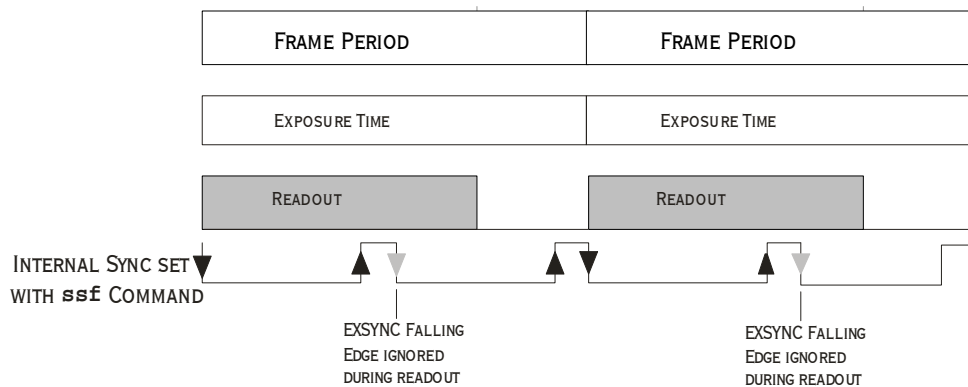 FRAME PERIOD FRAME PERIOD
EXPOSURE TIME EXPOSURE TIME
READOUT READOUT
INTERNAL SYNC SET
WITH ssf COMMAND
EXSYNC FALLING
EDGE IGNORED
DURING READOUT
EXSYNC FALLING
EDGE IGNORED
DURING READOUT